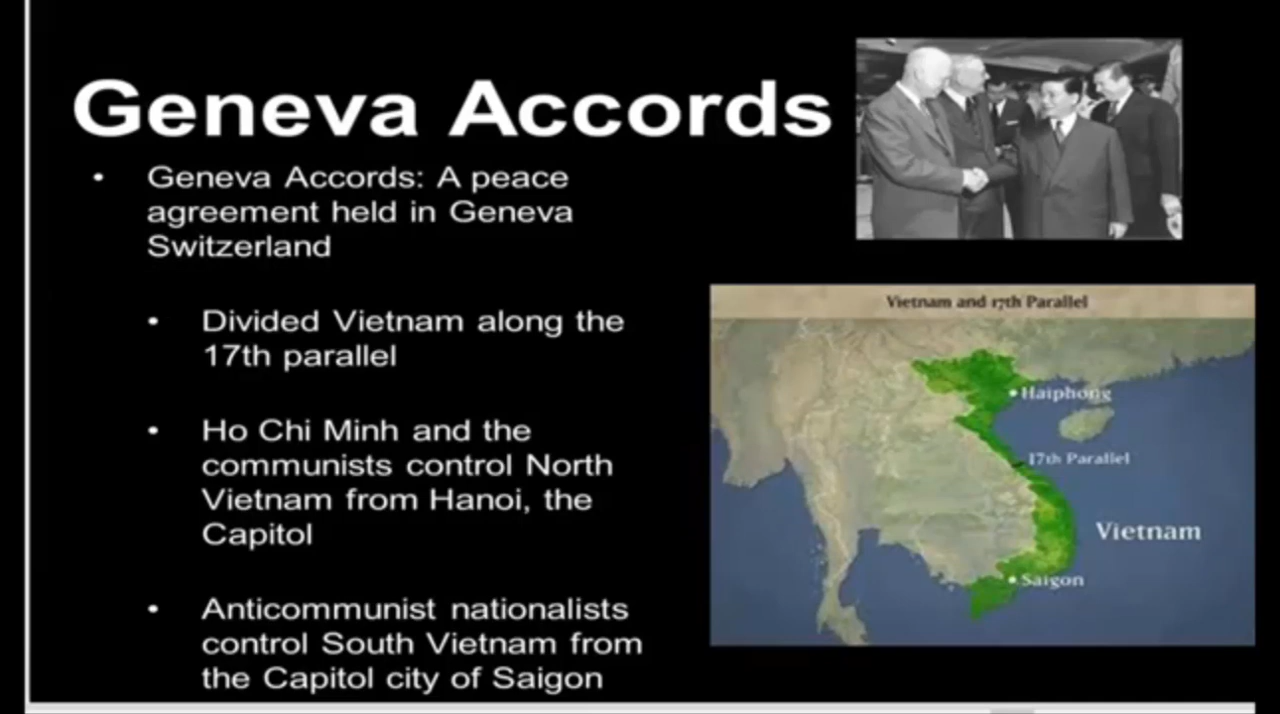 Geneva Accords
• Geneva Accords: A peace
agreement held in Geneva
Switzerland
• Divided Vietnam along the
17th parallel
• Ho Chi Minh and the
communists control North
Vietnam from Hanoi, the
Capitol
• Anticommunist nationalists
control South Vietnam from
the Capitol city of Saigon
Vietnam and 17th Parallel
Haiphong
17th Parallel
Vietnam
Saigon